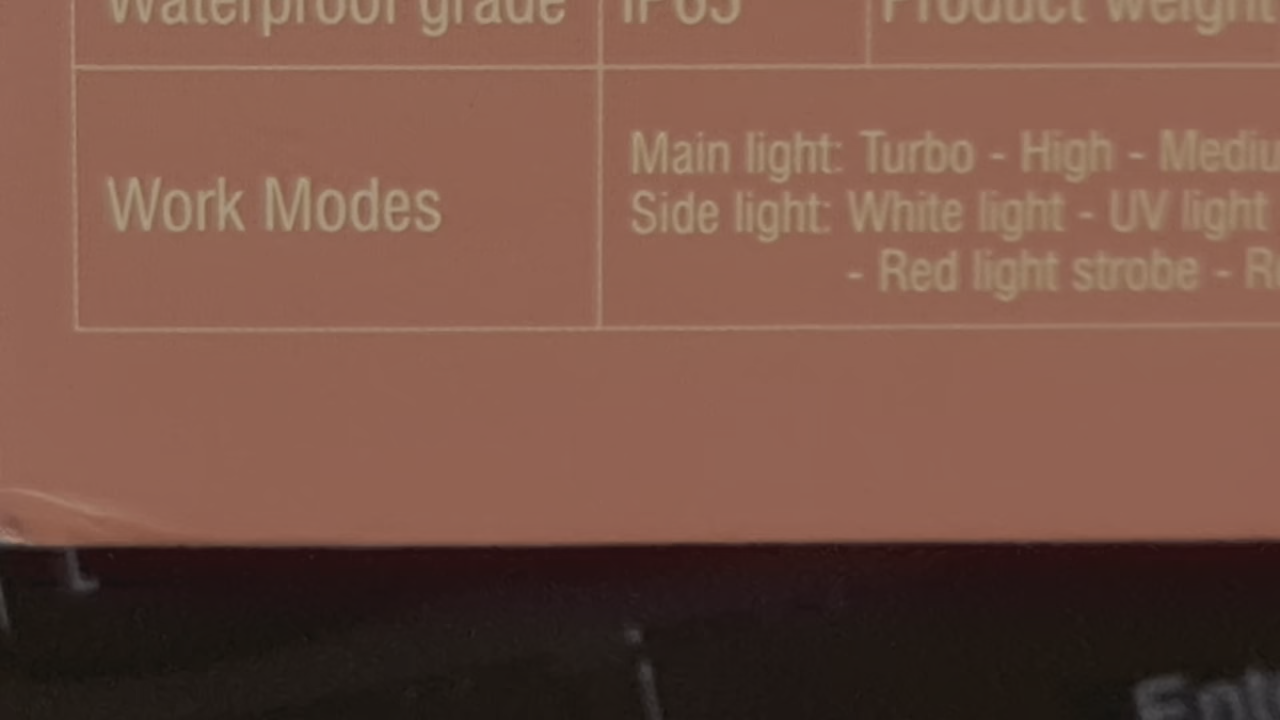 Waterproof grade IP65 Product weight
Work Modes
Main light: Turbo - High - Mediu
Side light: White light - UV light
- Red light strobe - R